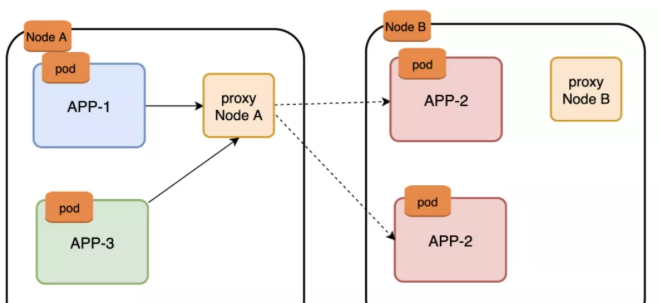 Node A
pod
APP-1
proxy
Node A
pod
APP-3
Node B
pod
APP-2
proxy
Node B
pod
APP-2